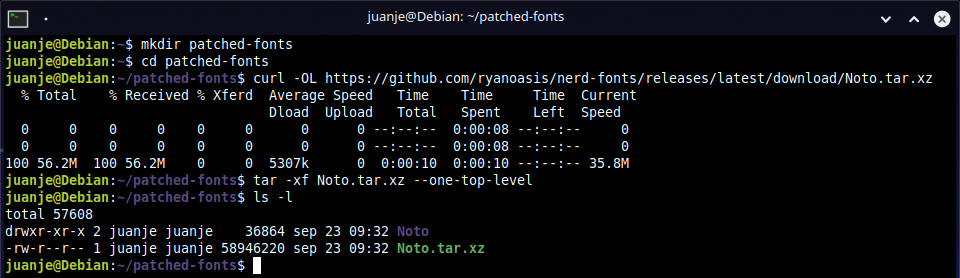 juanje@Debian: ~/patched-fonts
juanje@Debian:~$ mkdir patched-fonts
juanje@Debian:~$ cd patched-fonts
juanje@Debian:~/patched-fonts$ curl -OL https://github.com/ryanoasis/nerd-fonts/releases/latest/download/Noto.tar.xz
  % Total    % Received % Xferd  Average Speed   Time    Time     Time  Current
                                 Dload  Upload   Total   Spent    Left  Speed
  0     0    0     0    0     0      0      0 --:--:--  0:00:08 --:--:--     0
  0     0    0     0    0     0      0      0 --:--:--  0:00:08 --:--:--     0
100 56.2M  100 56.2M    0     0  5307k      0  0:00:10  0:00:10 --:--:-- 35.8M
juanje@Debian:~/patched-fonts$ tar -xf Noto.tar.xz --one-top-level
juanje@Debian:~/patched-fonts$ ls -l
total 57608
drwxr-xr-x 2 juanje juanje    36864 sep 23 09:32 Noto
-rw-r--r-- 1 juanje juanje 58946220 sep 23 09:32 Noto.tar.xz
juanje@Debian:~/patched-fonts$